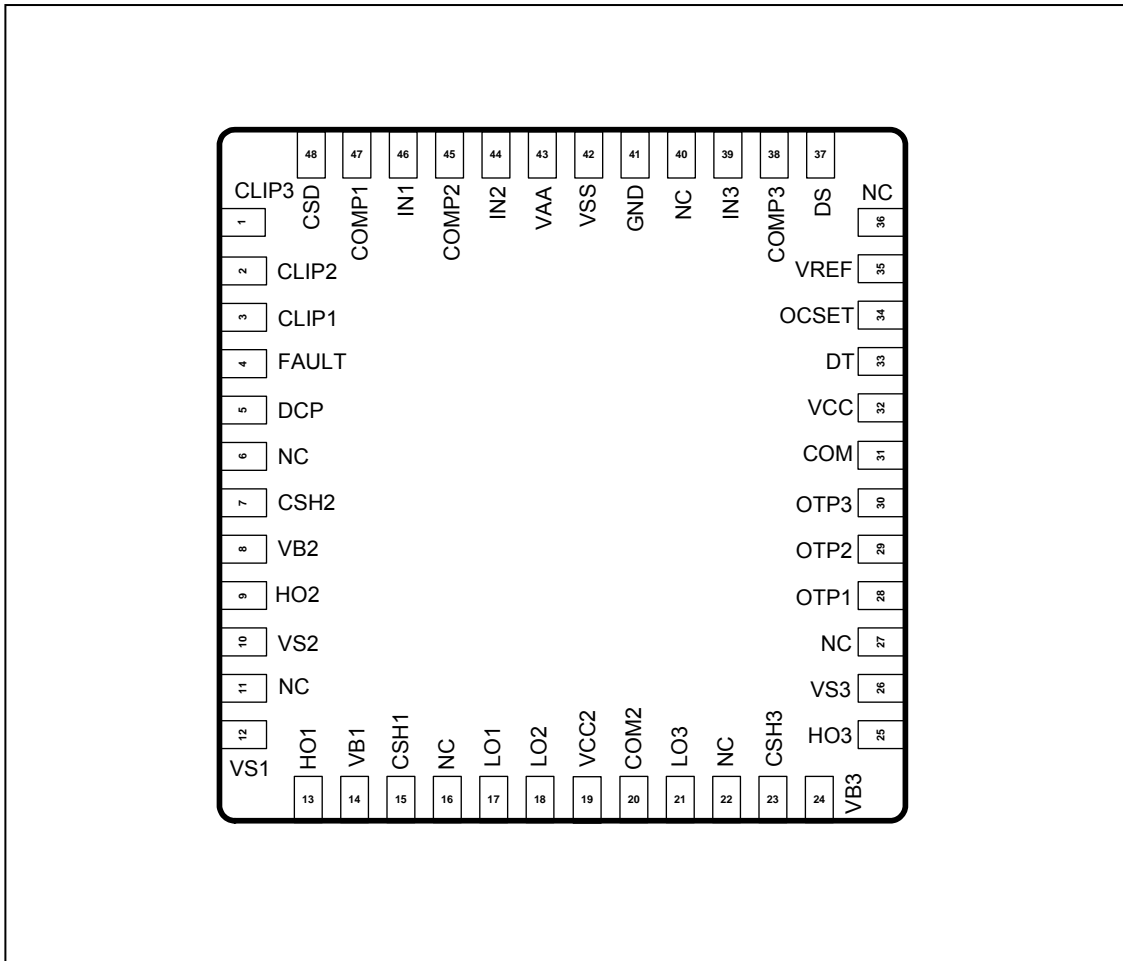 48 47 46 45 44 43 42 41 40 39 38 37
CSD COMP1 IN1 COMP2 IN2 VAA VSS GND NC IN3 COMP3 DS
CLIP3
1
2 CLIP2
3 CLIP1
4 FAULT
5 DCP
6 NC
7 CSH2
8 VB2
9 HO2
10 VS2
11 NC
12
VS1
NC
36
VREF 35
OCSET 34
DT 33
VCC 32
COM 31
OTP3 30
OTP2 29
OTP1 28
NC 27
VS3 26
HO3 25
HO1 VB1 CSH1 NC LO1 LO2 VCC2 COM2 LO3 NC CSH3 VB3
13 14 15 16 17 18 19 20 21 22 23 24